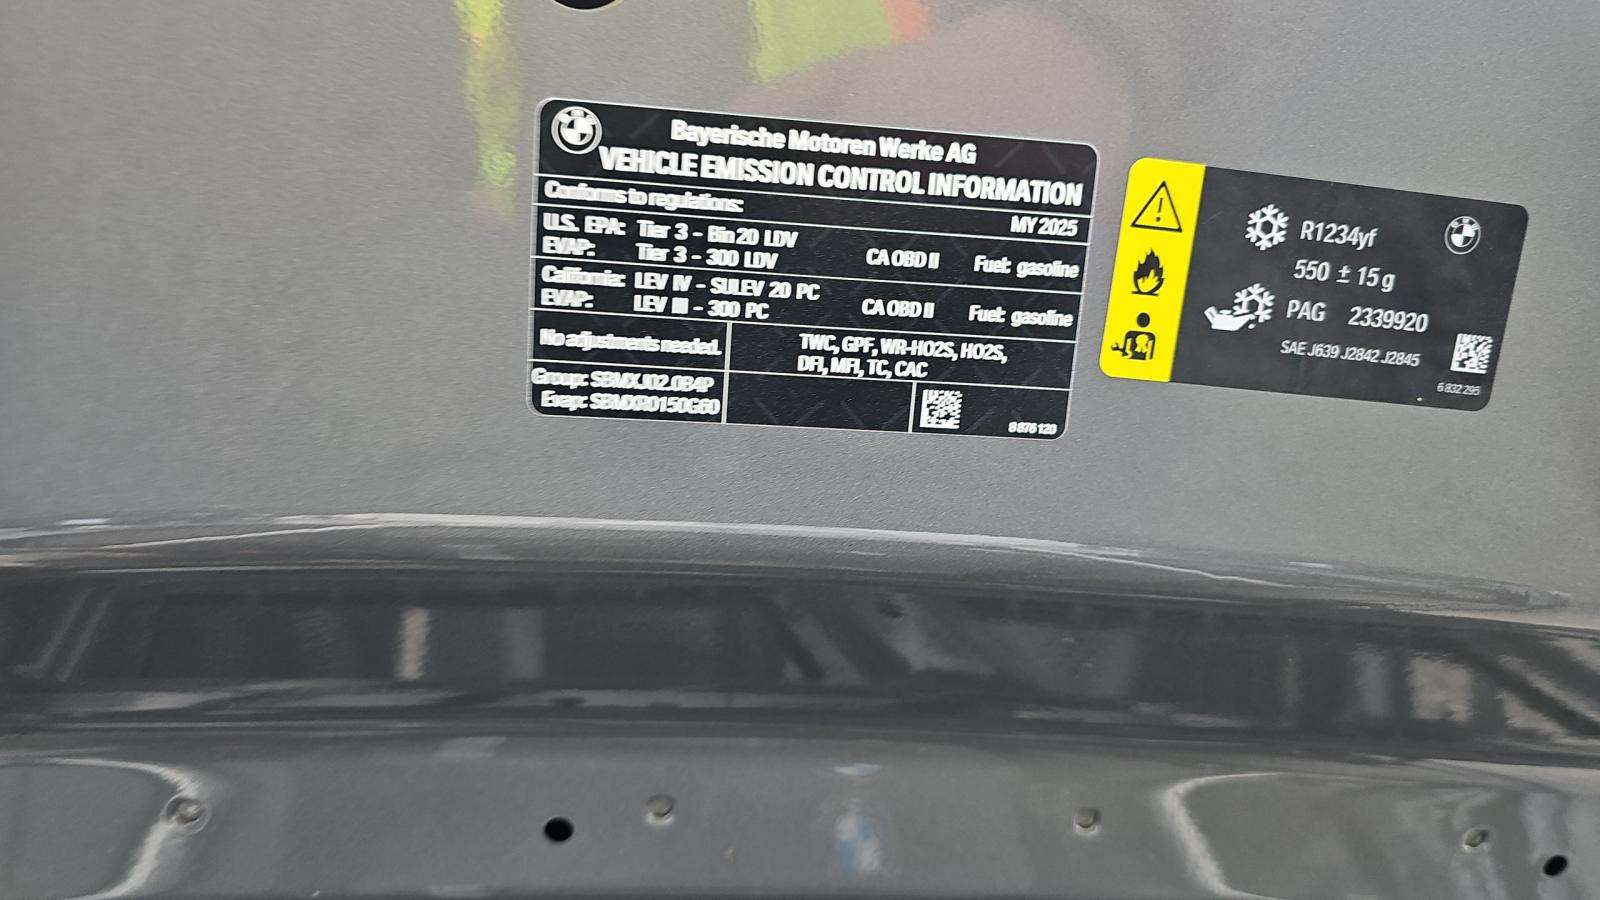 Bayerische Motoren Werke AG
VEHICLE EMISSION CONTROL INFORMATION
Conforms to regulations:
MY 2025
U.S. EPA: Tier 3 - Bin 20 LDV
EVAP: Tier 3 - 300 LDV
CA OBD II Fuel: gasoline
California: LEV IV - SULEV 20 PC
EVAP: LEV III - 300 PC
CA OBD II Fuel: gasoline
No adjustments needed.
TWC, GPF, WR-HO2S, HO2S,
DFI, MFI, TC, CAC
Group: SBMXJ02.0B4P
Evap: SBMXR0150G60
8 876 120
R1234yf
550 ± 15 g
PAG 2339920
SAE J639 J2842 J2845
6 832 295